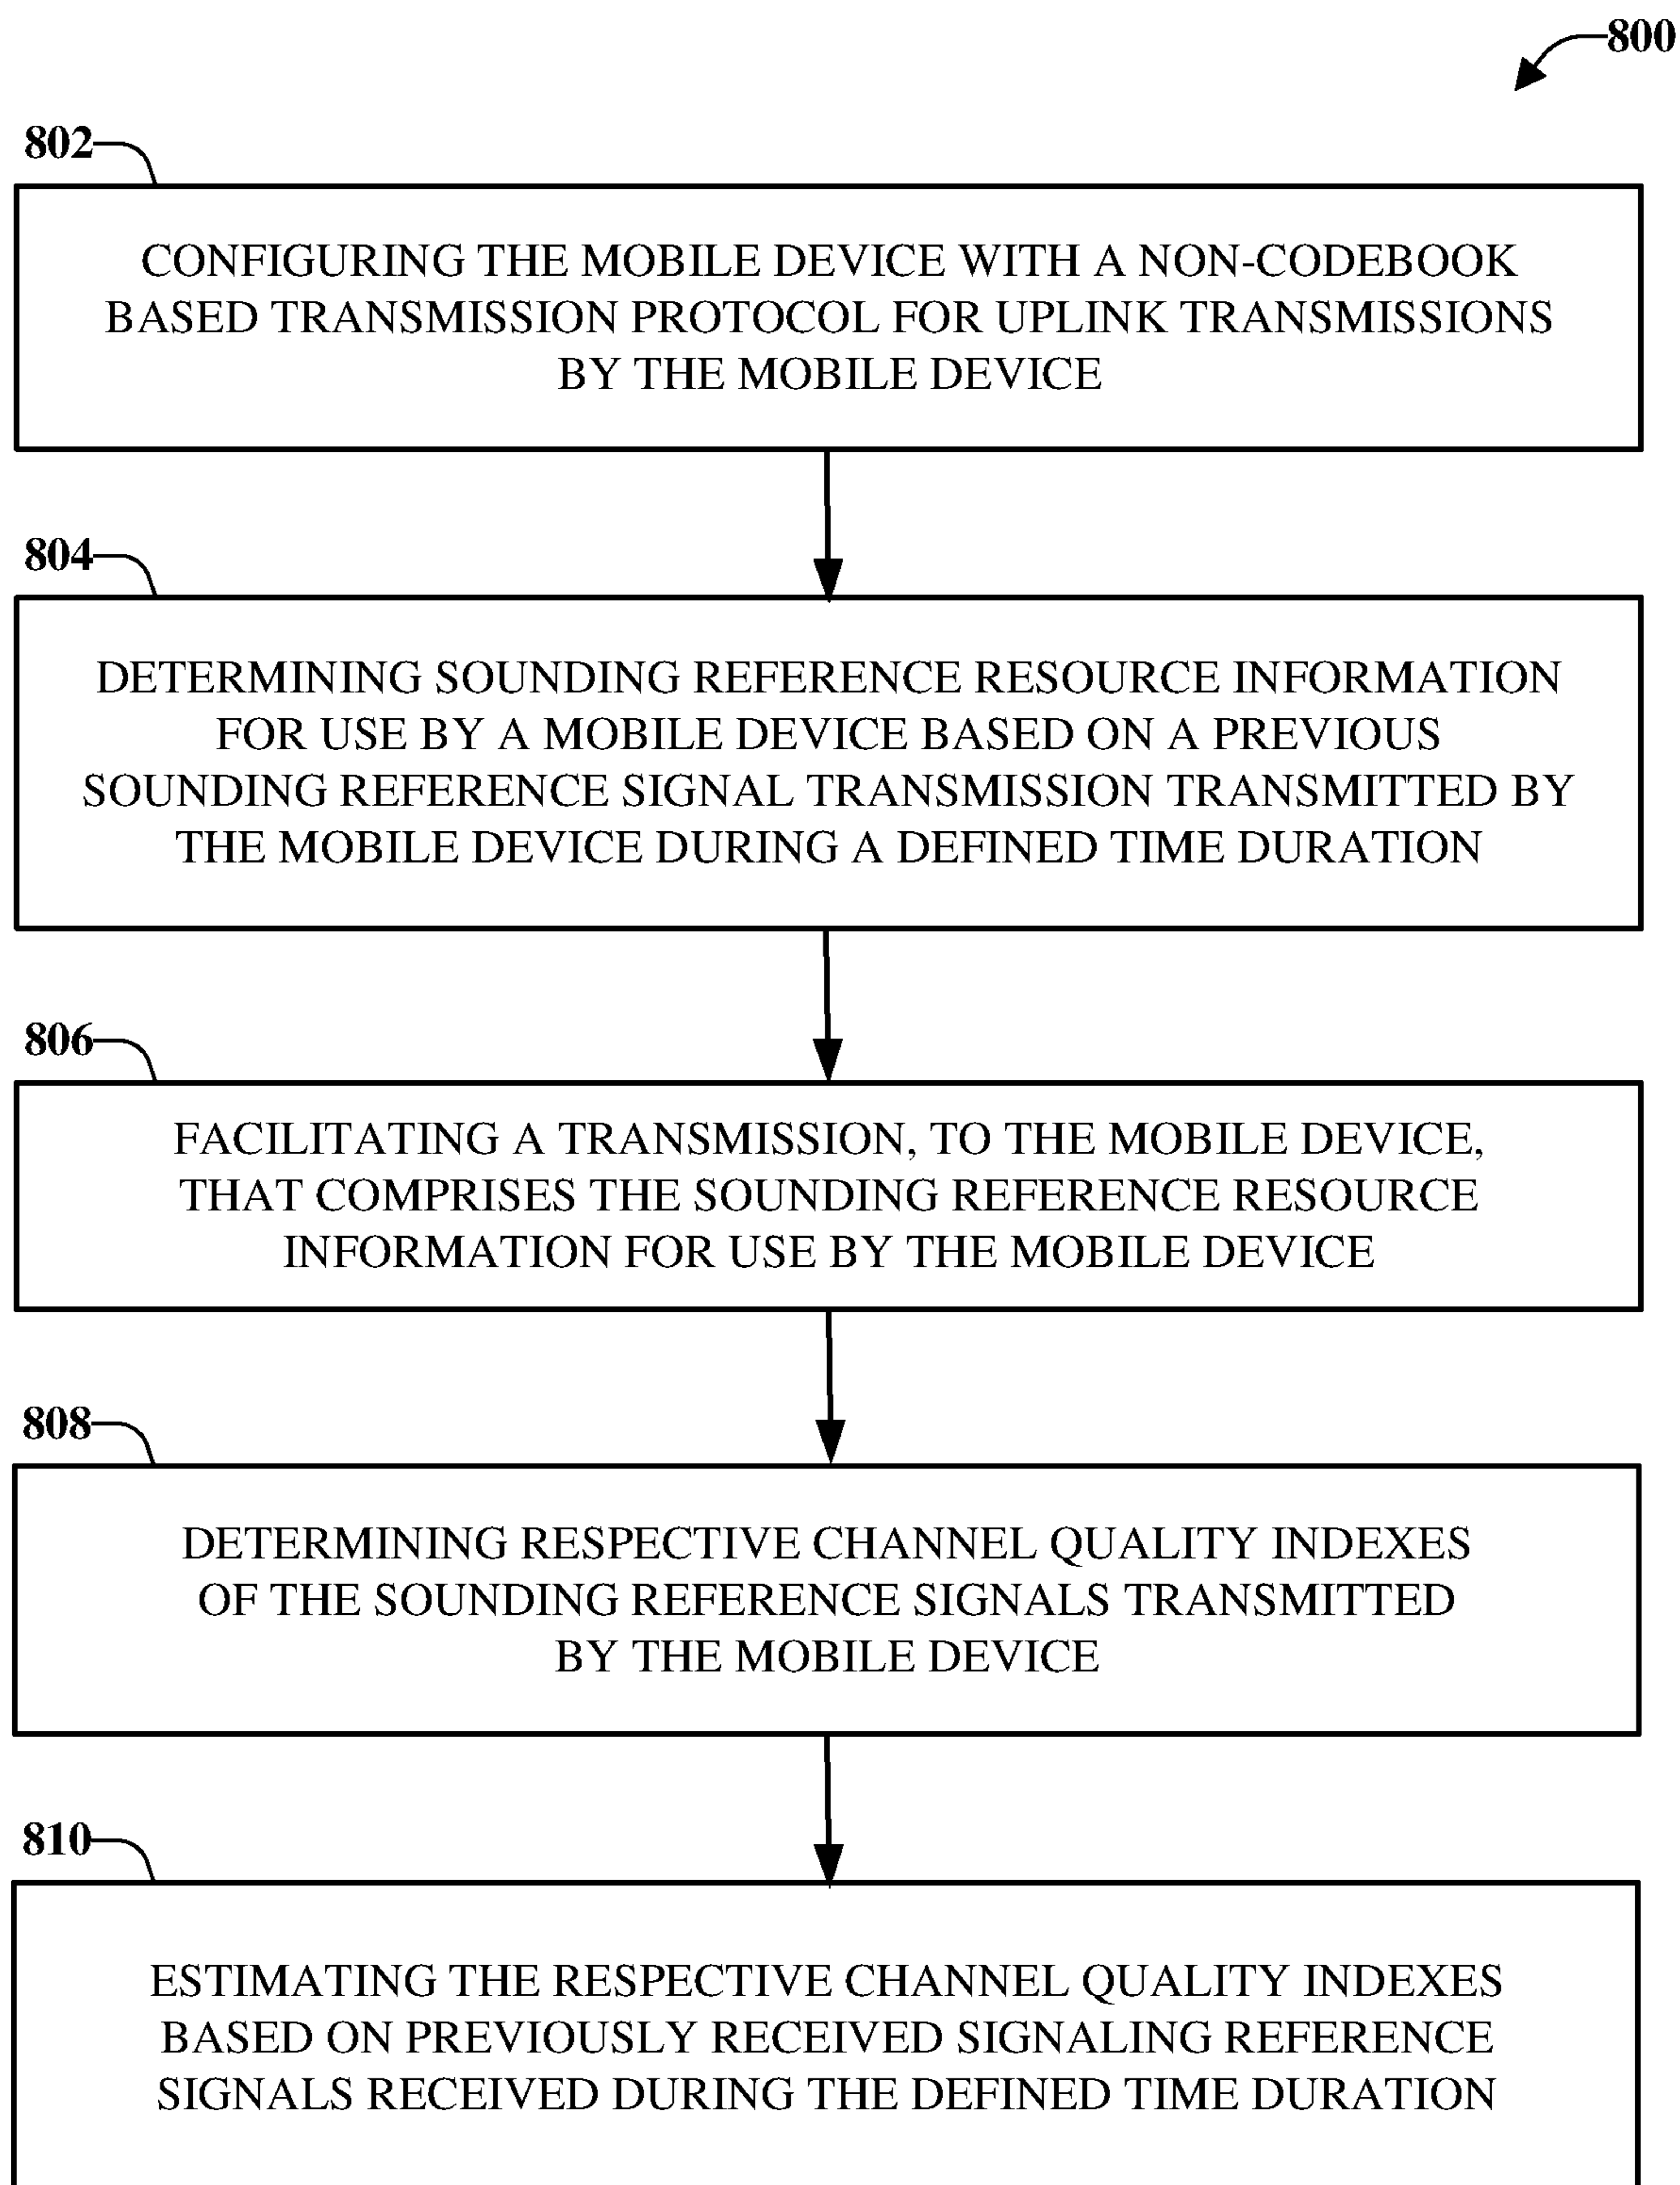 800
802
CONFIGURING THE MOBILE DEVICE WITH A NON-CODEBOOK
BASED TRANSMISSION PROTOCOL FOR UPLINK TRANSMISSIONS
BY THE MOBILE DEVICE
804
DETERMINING SOUNDING REFERENCE RESOURCE INFORMATION
FOR USE BY A MOBILE DEVICE BASED ON A PREVIOUS
SOUNDING REFERENCE SIGNAL TRANSMISSION TRANSMITTED BY
THE MOBILE DEVICE DURING A DEFINED TIME DURATION
806
FACILITATING A TRANSMISSION, TO THE MOBILE DEVICE,
THAT COMPRISES THE SOUNDING REFERENCE RESOURCE
INFORMATION FOR USE BY THE MOBILE DEVICE
808
DETERMINING RESPECTIVE CHANNEL QUALITY INDEXES
OF THE SOUNDING REFERENCE SIGNALS TRANSMITTED
BY THE MOBILE DEVICE
810
ESTIMATING THE RESPECTIVE CHANNEL QUALITY INDEXES
BASED ON PREVIOUSLY RECEIVED SIGNALING REFERENCE
SIGNALS RECEIVED DURING THE DEFINED TIME DURATION